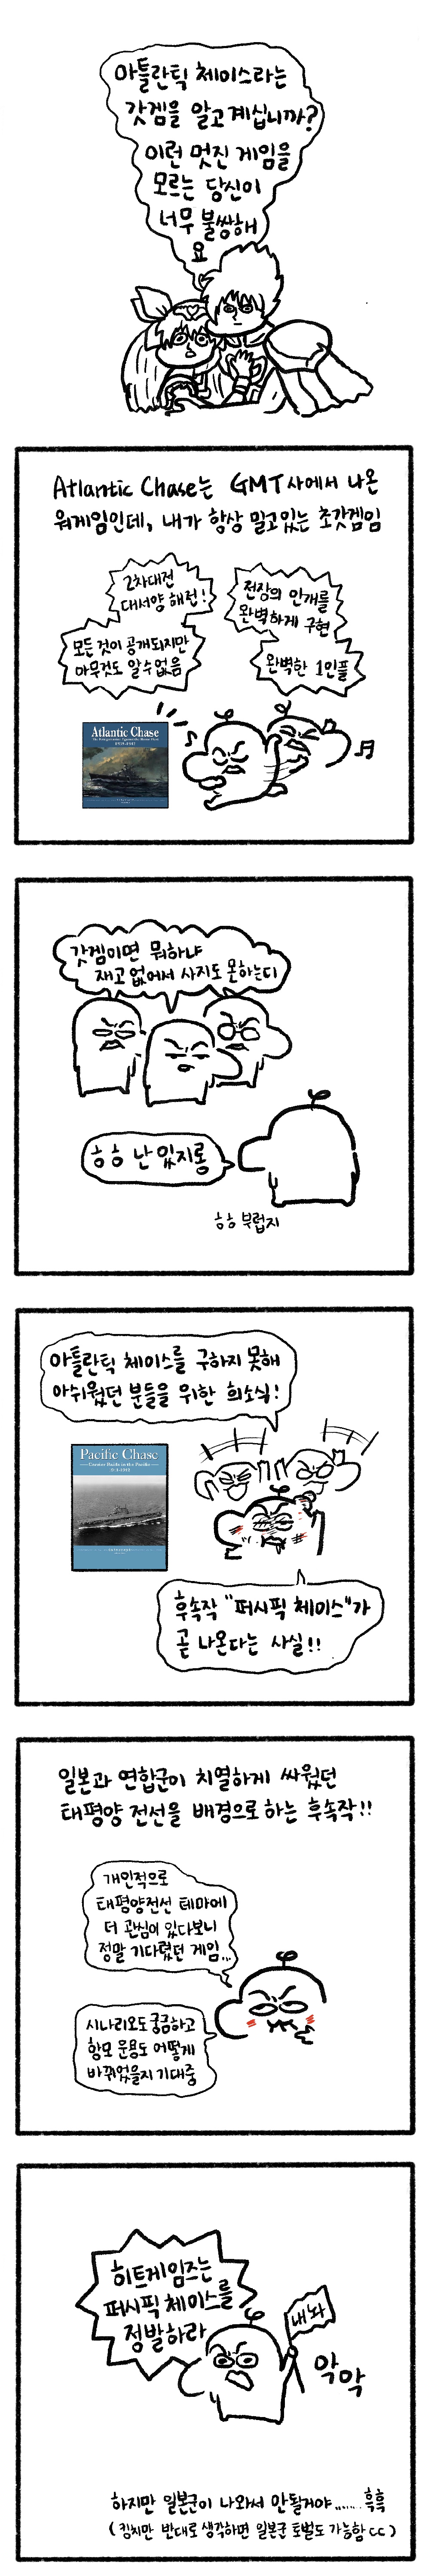 아틀란틱 체이스라는
갓겜을 알고계십니까?
이런 멋진 게임을
모르는 당신이
너무 불쌍해
요
Atlantic Chase는 GMT사에서 나온
워게임인데, 내가 항상 밀고있는 초갓게임
2차대전
대서양 해전!
전장의 안개를
완벽하게 구현
모든것이 공개되지만
아무것도 알수없음
완벽한 1인플
Atlantic Chase
갓겜이면 뭐하냐
재고 없어서 사지도 못하는디
ㅎㅎ 난 있지롱
ㅎㅎ 부럽지
아틀란틱 체이스를 구하지 못해
아쉬웠던 분들을 위한 희소식!
Pacific Chase
후속작 "퍼시픽 체이스"가
곧 나온다는 사실!!
일본과 연합군이 치열하게 싸웠던
태평양 전선을 배경으로 하는 후속작!!
개인적으로
태평양전선 테마에
더 관심이 있다보니
정말 기다렸던 게임...
시나리오도 궁금하고
항모 운용도 어떻게
바뀌었을지 기대중
히트게임즈는
퍼시픽 체이스를
정발하라
내놔
악악
하지만 일본군이 나와서 안될거야...... 흑흑
(킹치만 반대로 생각하면 일본군 토벌도 가능함 ㄷㄷ)